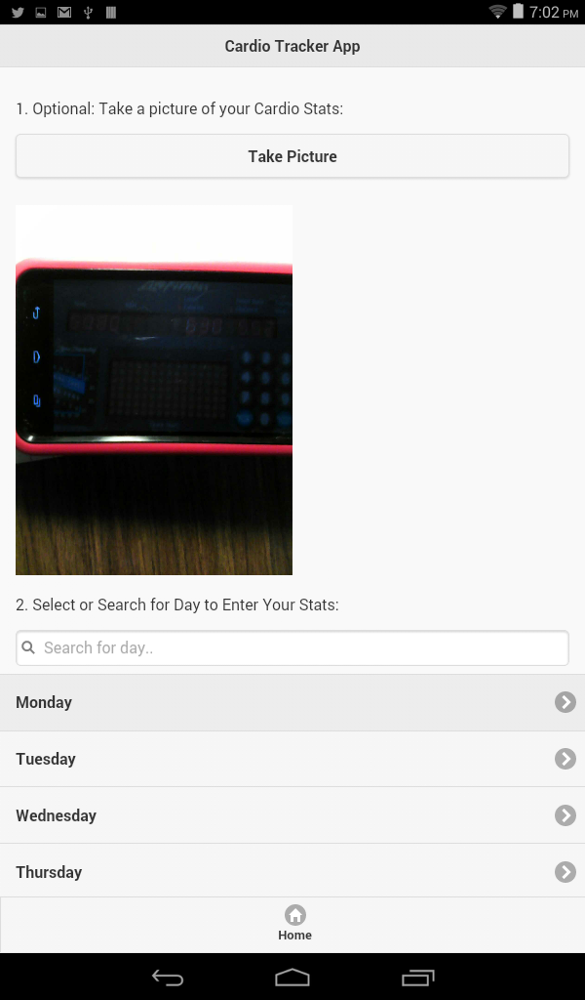 7:02 PM
Cardio Tracker App
1. Optional: Take a picture of your Cardio Stats:
Take Picture
2. Select or Search for Day to Enter Your Stats:
Search for day..
Monday
Tuesday
Wednesday
Thursday
Home